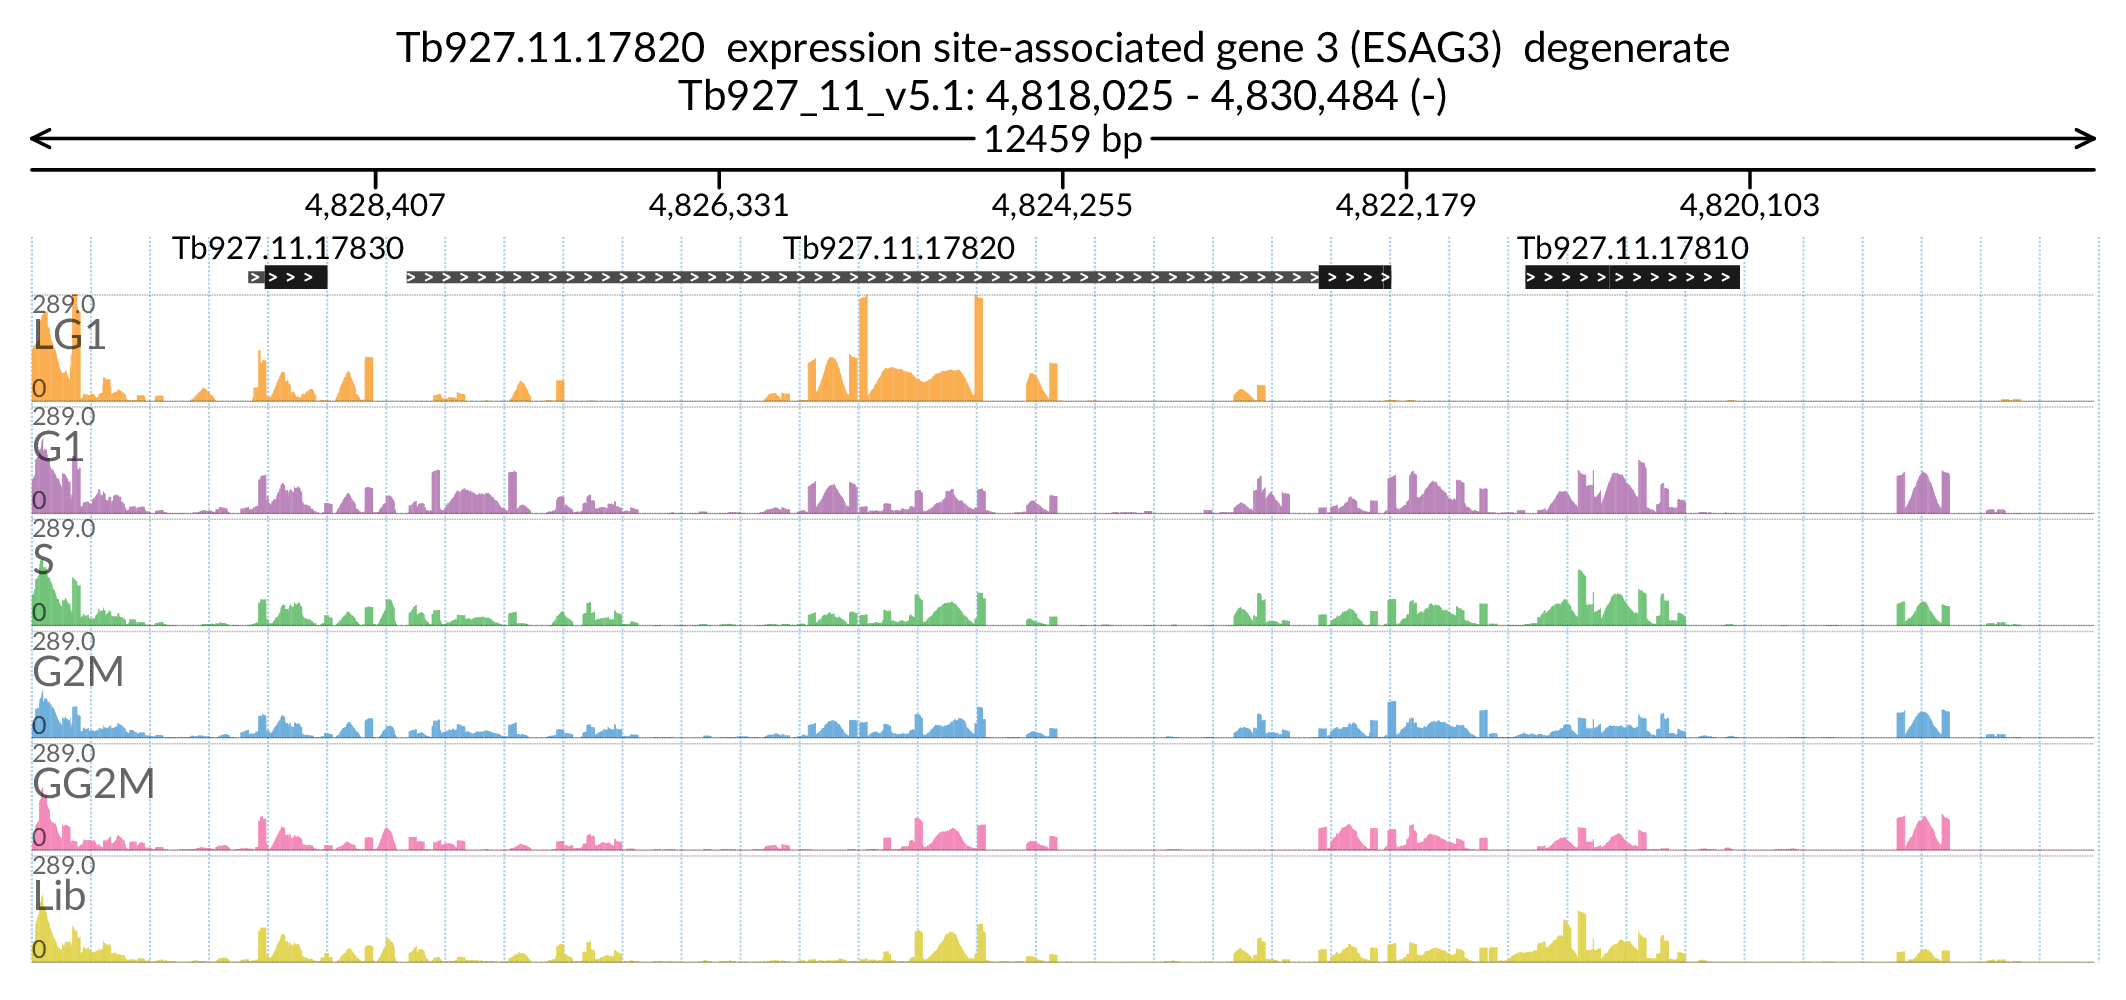 Tb927.11.17820  expression site-associated gene 3 (ESAG3)  degenerate
Tb927_11_v5.1: 4,818,025 - 4,830,484 (-)
12459 bp
4,828,407 4,826,331 4,824,255 4,822,179 4,820,103
Tb927.11.17830 Tb927.11.17820 Tb927.11.17810
289.0
LG1
0
289.0
G1
0
289.0
S
0
289.0
G2M
0
289.0
GG2M
0
289.0
Lib
0